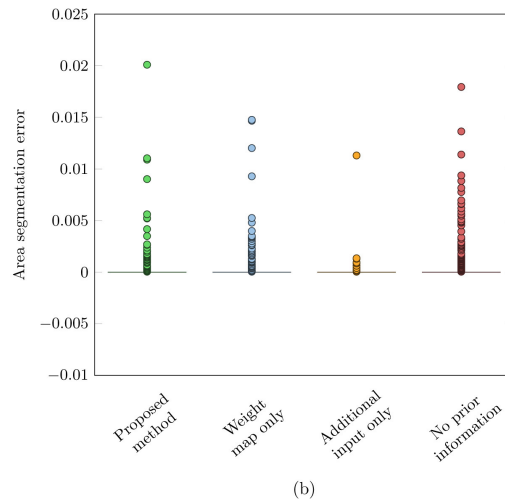 0.025
0.02
0.015
0.01
0.005
0
−0.005
−0.01
Area segmentation error
Proposed
method
Weight
map only
Additional
input only
No prior
information
(b)